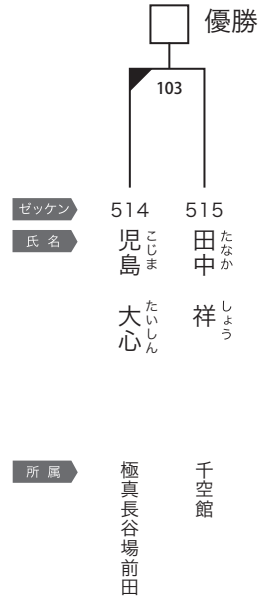 優勝
103
ゼッケン 514 515
氏名
児島 大心
こじま たいしん
田中 祥
たなか しょう
所属
極真長谷場前田
千空館